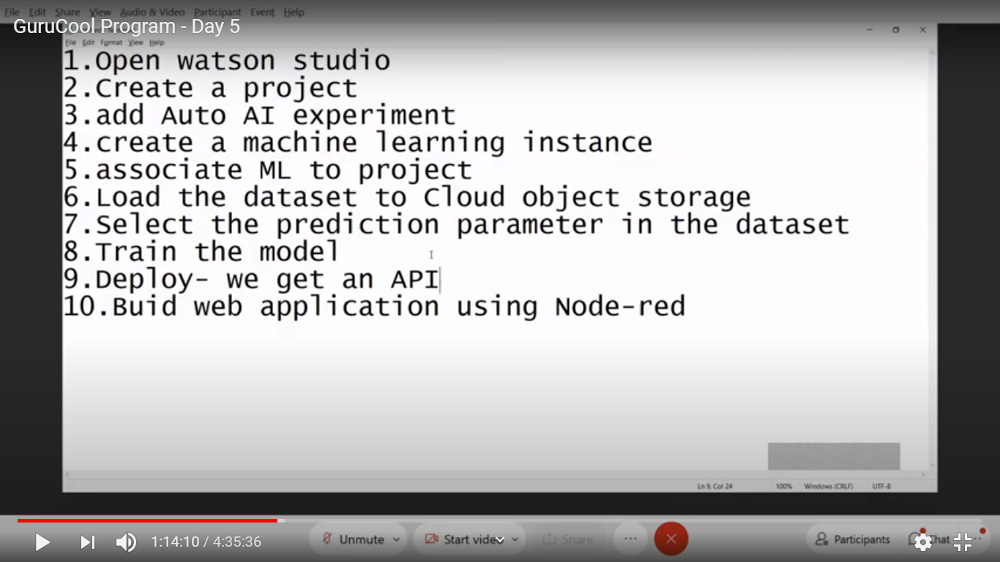 File Edit Share View Audio & Video Participant Event Help
GuruCool Program - Day 5
File Edit Format View Help
1.Open watson studio
2.Create a project
3.add Auto AI experiment
4.create a machine learning instance
5.associate ML to project
6.Load the dataset to Cloud object storage
7.Select the prediction parameter in the dataset
8.Train the model
9.Deploy- we get an API
10.Buid web application using Node-red
Ln 9, Col 24 100% Windows (CRLF) UTF-8
1:14:10 / 4:35:36 Unmute Start video Share Participants Chat